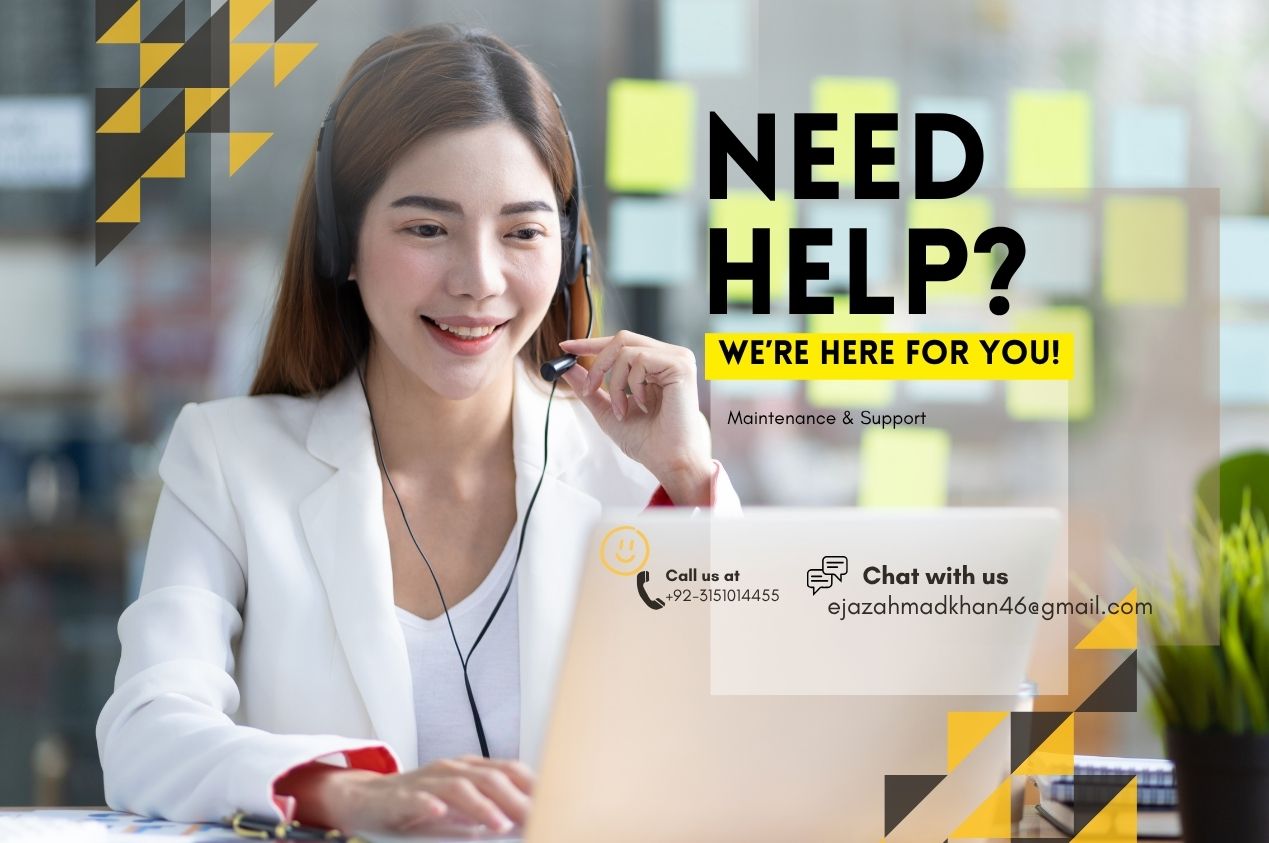 NEED
HELP?
WE'RE HERE FOR YOU!
Maintenance & Support
Call us at
+92-3151014455
Chat with us
ejazahmadkhan46@gmail.com